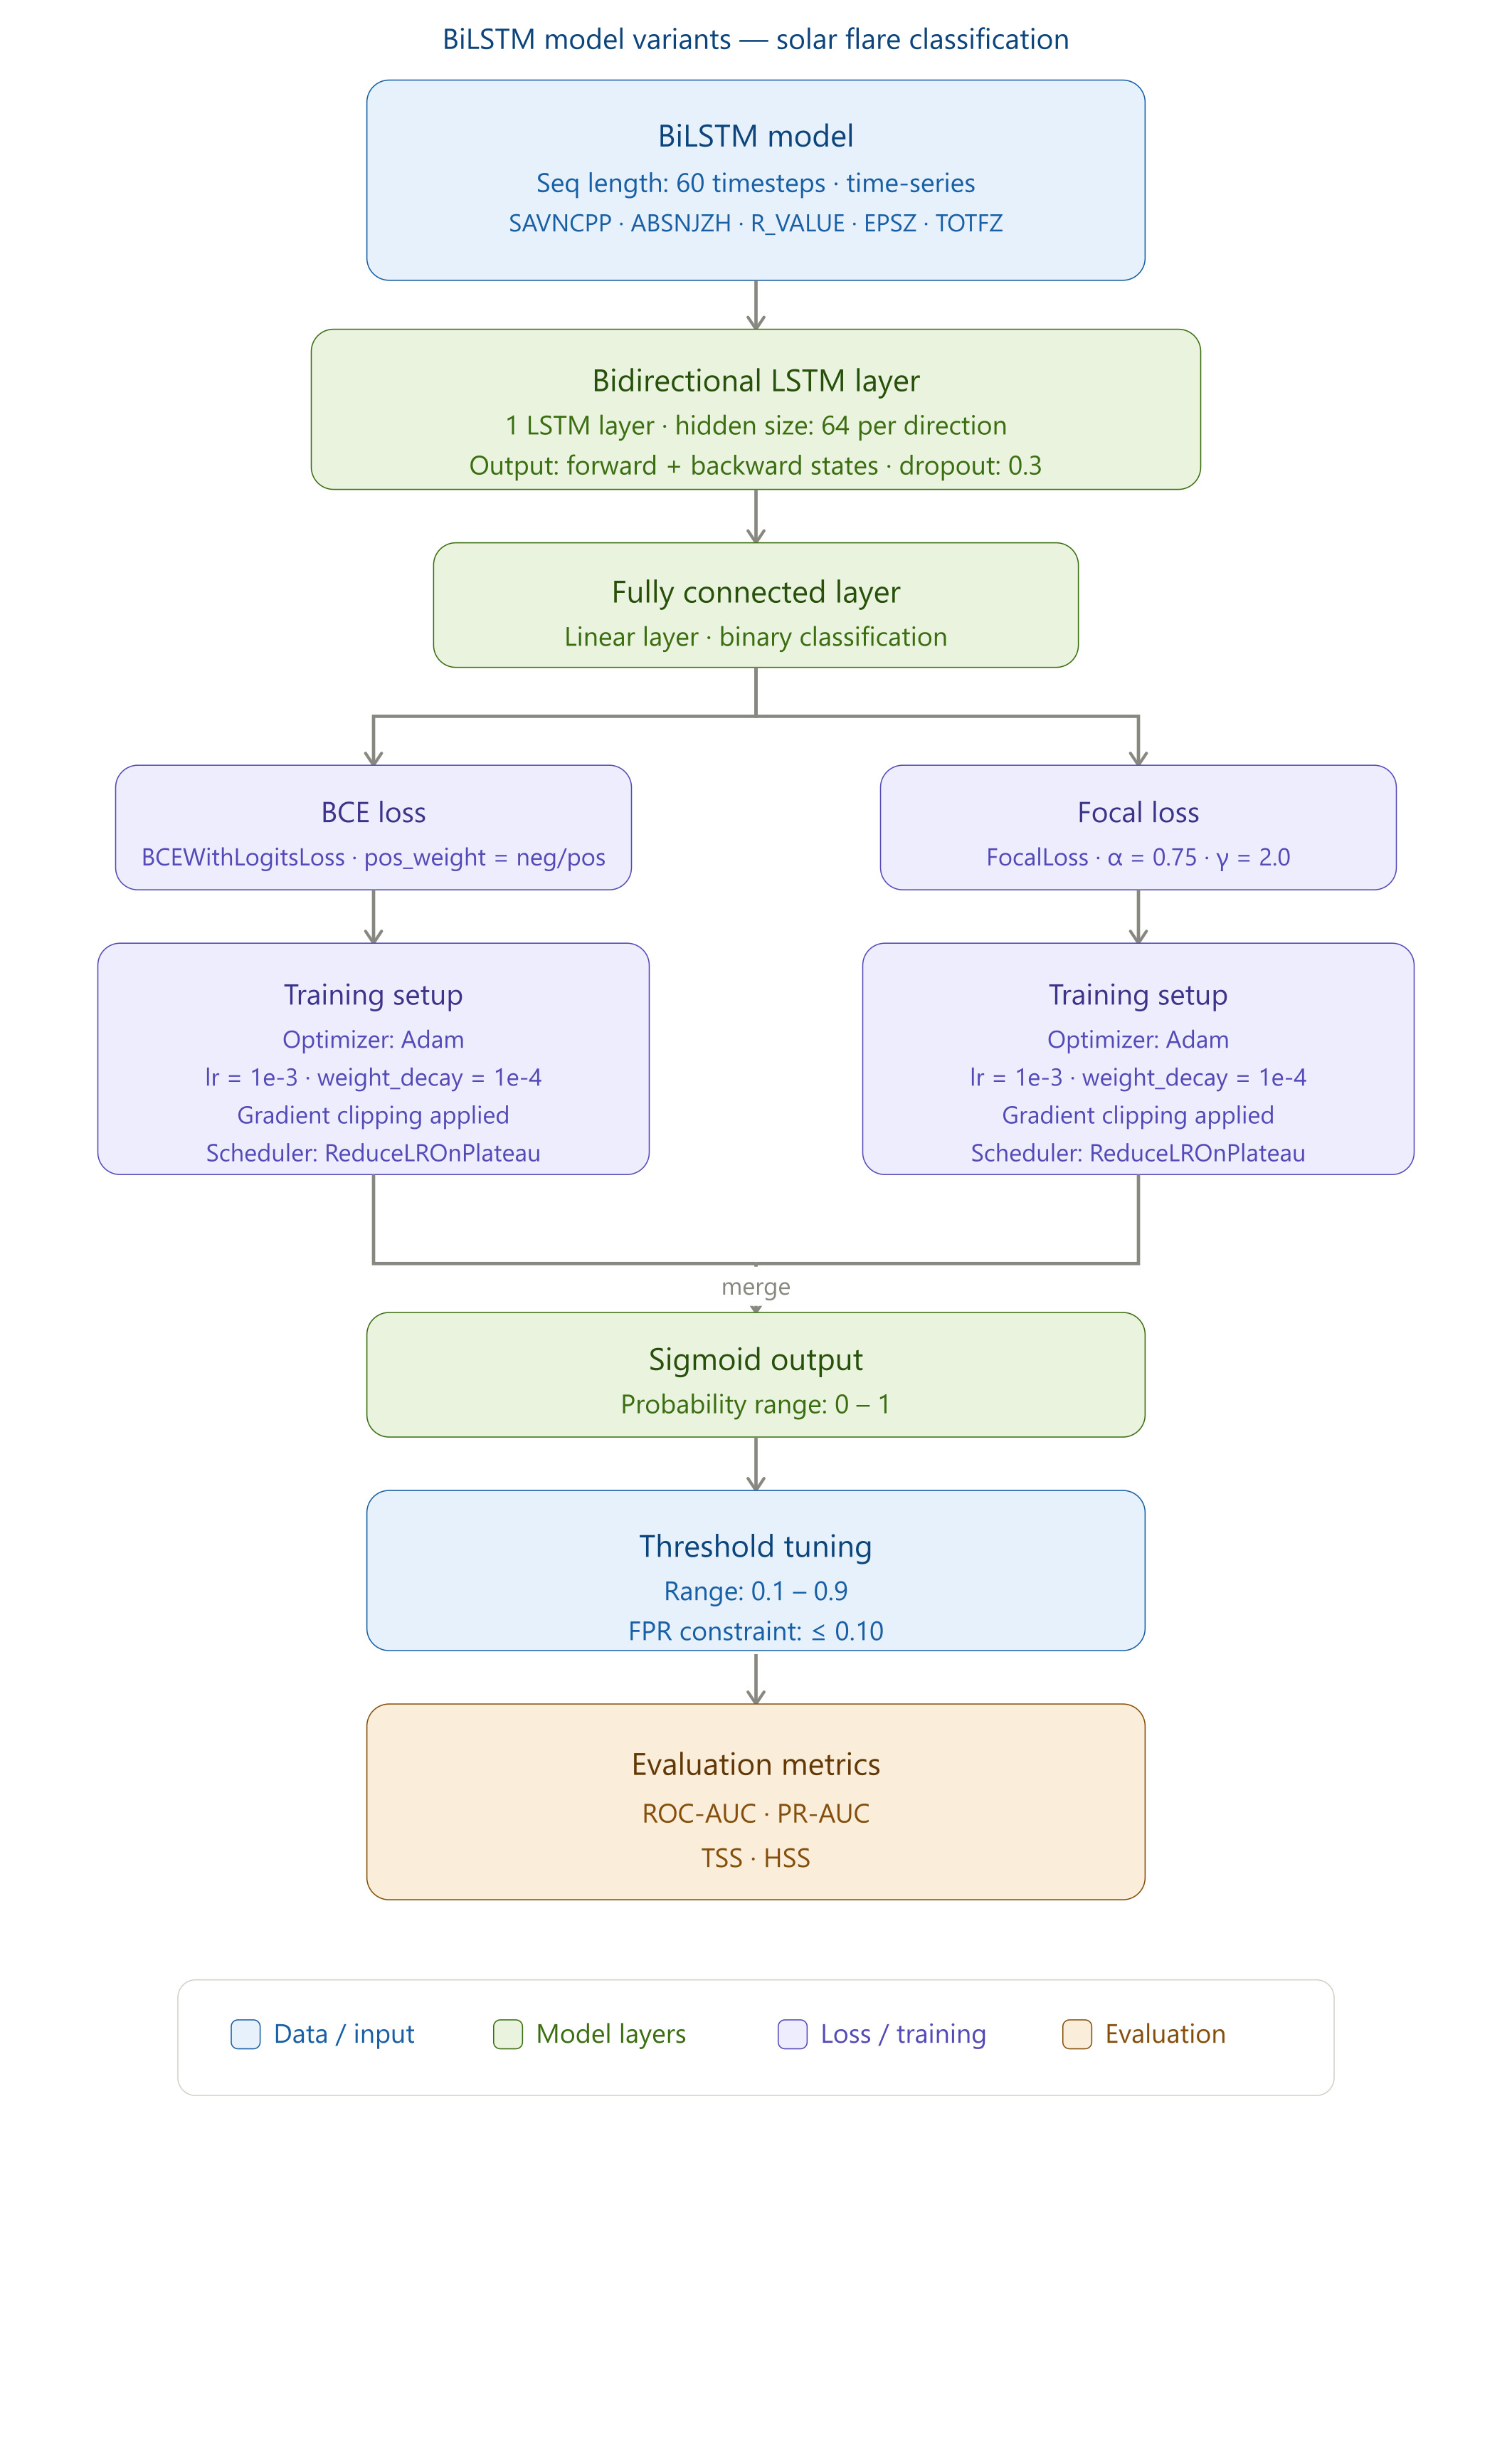 BiLSTM model variants — solar flare classification
BiLSTM model
Seq length: 60 timesteps · time-series
SAVNCPP · ABSNJZH · R_VALUE · EPSZ · TOTFZ
Bidirectional LSTM layer
1 LSTM layer · hidden size: 64 per direction
Output: forward + backward states · dropout: 0.3
Fully connected layer
Linear layer · binary classification
BCE loss
BCEWithLogitsLoss · pos_weight = neg/pos
Focal loss
FocalLoss · α = 0.75 · γ = 2.0
Training setup
Optimizer: Adam
lr = 1e-3 · weight_decay = 1e-4
Gradient clipping applied
Scheduler: ReduceLROnPlateau
Training setup
Optimizer: Adam
lr = 1e-3 · weight_decay = 1e-4
Gradient clipping applied
Scheduler: ReduceLROnPlateau
merge
Sigmoid output
Probability range: 0 – 1
Threshold tuning
Range: 0.1 – 0.9
FPR constraint: ≤ 0.10
Evaluation metrics
ROC-AUC · PR-AUC
TSS · HSS
Data / input
Model layers
Loss / training
Evaluation